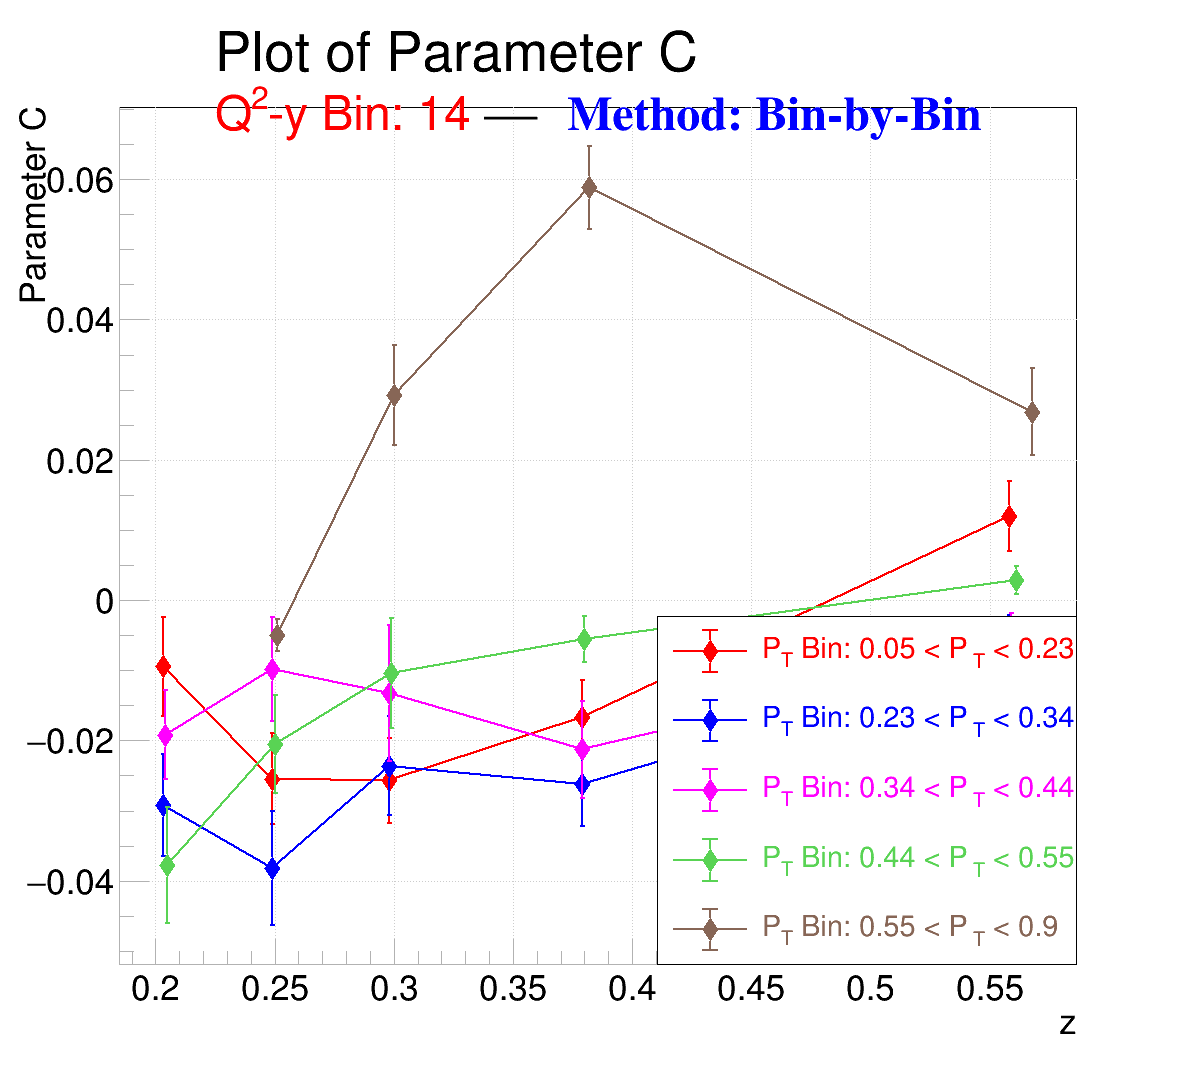 Plot of Parameter C
Q²-y Bin: 14 — Method: Bin-by-Bin
Parameter C
0.06
0.04
0.02
0
−0.02
−0.04
P_T Bin: 0.05 < P_T < 0.23
P_T Bin: 0.23 < P_T < 0.34
P_T Bin: 0.34 < P_T < 0.44
P_T Bin: 0.44 < P_T < 0.55
P_T Bin: 0.55 < P_T < 0.9
0.2 0.25 0.3 0.35 0.4 0.45 0.5 0.55
z